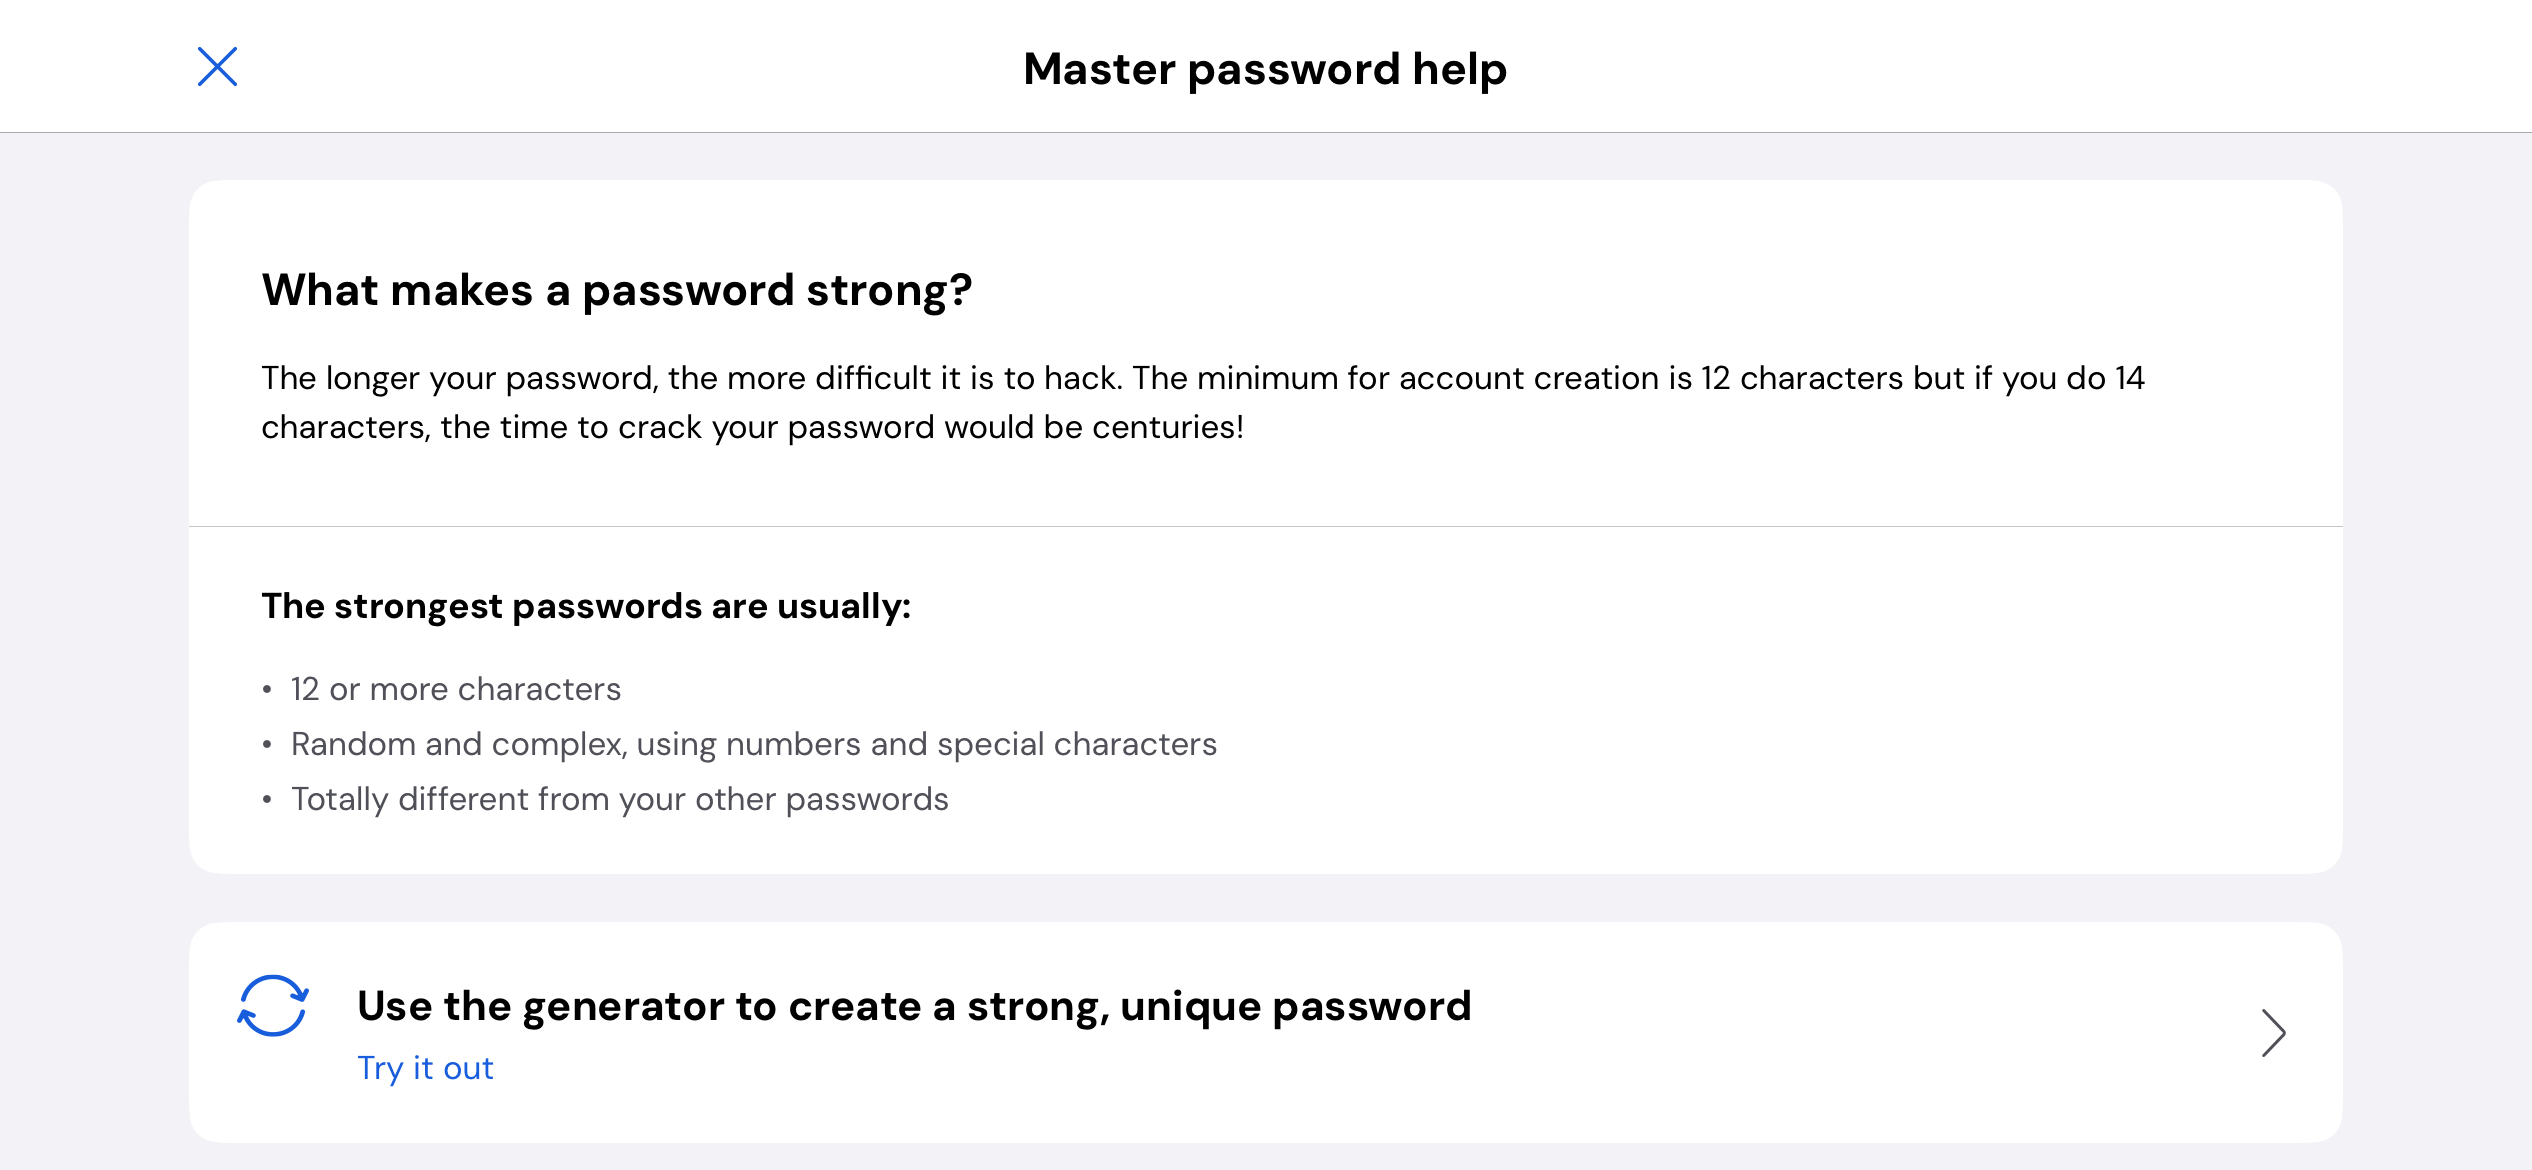 Master password help
What makes a password strong?
The longer your password, the more difficult it is to hack. The minimum for account creation is 12 characters but if you do 14
characters, the time to crack your password would be centuries!
The strongest passwords are usually:
• 12 or more characters
• Random and complex, using numbers and special characters
• Totally different from your other passwords
Use the generator to create a strong, unique password
Try it out